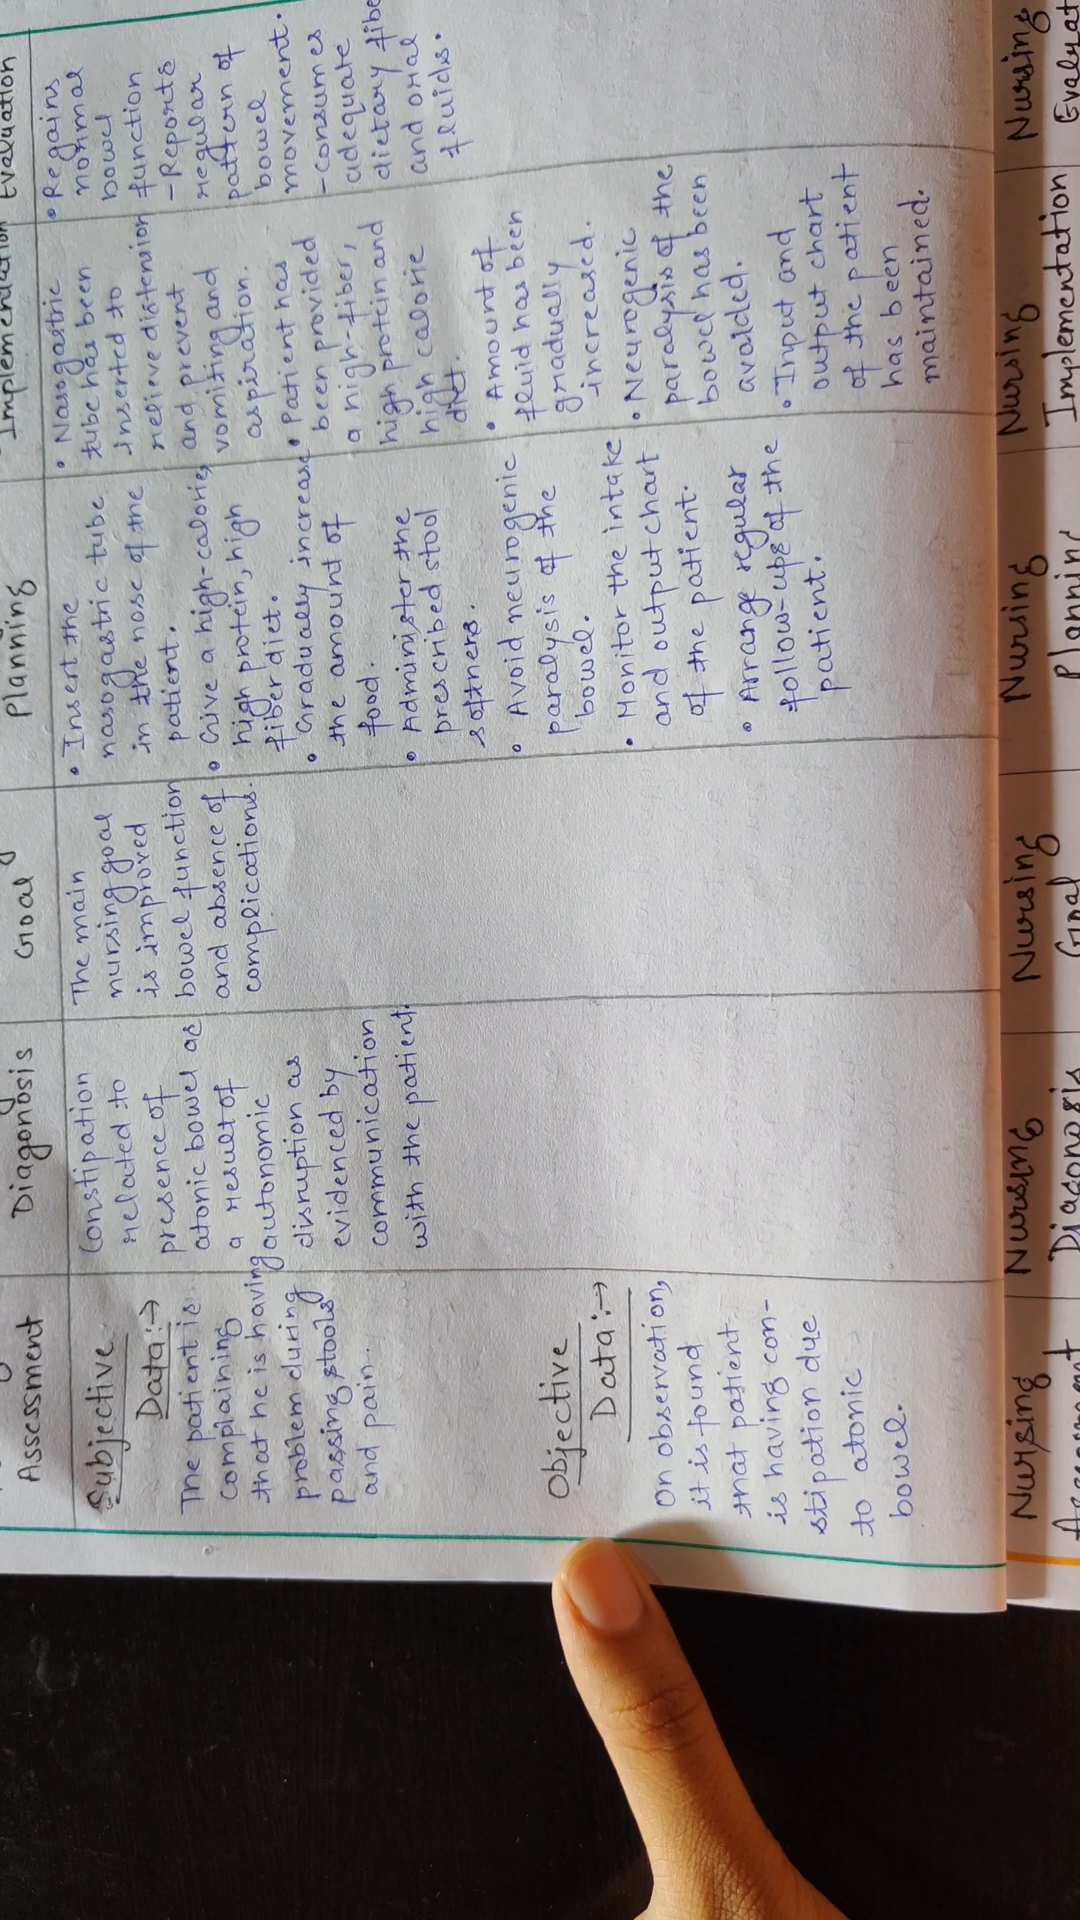 Assessment
Subjective
Data:→
The patient is
complaining
that he is having
problem during
passing stools
and pain.
Objective
Data:→
On observation,
it is found
that patient
is having con-
stipation due
to atonic
bowel.
Diagonosis
Constipation
related to
presence of
atonic bowel as
a result of
autonomic
disruption as
evidenced by
communication
with the patient.
Goal
The main
nursing goal
is improved
bowel function
and absence of
complications.
Planning
• Insert the
nasogastric tube
in the nose of the
patient.
• Give a high-calorie,
high protein, high
fiber diet.
• Gradually increase
the amount of
food.
• Administer the
prescribed stool
softners.
• Avoid neurogenic
paralysis of the
bowel.
• Monitor the intake
and output chart
of the patient.
• Arrange regular
follow-ups of the
patient.
Implementation
• Nasogastric
tube has been
inserted to
relieve distension
and prevent
vomiting and
aspiration.
• Patient has
been provided
a high-fiber,
high protein and
high calorie
diet.
• Amount of
fluid has been
gradually
increased.
• Neurogenic
paralysis of the
bowel has been
avoided.
• Input and
output chart
of the patient
has been
maintained.
Evaluation
• Regains
normal
bowel
function
- Reports
regular
pattern of
bowel
movement.
- consumes
adequate
dietary fibe
and oral
fluids.
Nursing
Assessment
Nursing
Diagonosis
Nursing
Goal
Nursing
Planning
Nursing
Implementation
Nursing
Evaluat